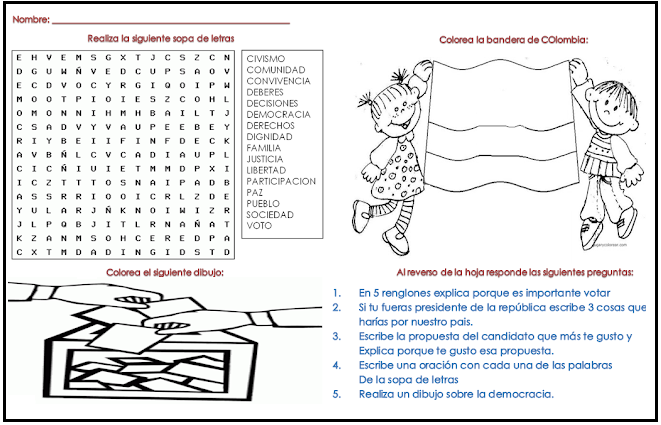 Nombre:
Realiza la siguiente sopa de letras
E H V E M S G X T J C S Z C N
D G U W Ñ V E D C U P S A O V
E C D V O C Y R G I Q O I P W
M O O T P I O I E S Z C O H L
O M O N N I H M H B A I L T J
C S A D V Y V A U P E E B E Y
R I Y B E I I F I N F D E C K
A V B Ñ L C V C A D I A U P L
C I C Ñ I U I E T M M D P X I
I C Z T T T O S N A I P A D B
A S S R R I O O I C R L Z D E
Y U L A R J Ñ K N O I W I Z R
J L P Q B J I T L R N A Ñ A T
K Z A N M S O H C E R E D P A
C X T M D A D I N G I D S T D
CIVISMO
COMUNIDAD
CONVIVENCIA
DEBERES
DECISIONES
DEMOCRACIA
DERECHOS
DIGNIDAD
FAMILIA
JUSTICIA
LIBERTAD
PARTICIPACION
PAZ
PUEBLO
SOCIEDAD
VOTO
Colorea la bandera de COlombia:
Colorea el siguiente dibujo:
Al reverso de la hoja responde las siguientes preguntas:
1. En 5 renglones explica porque es importante votar
2. Si tu fueras presidente de la república escribe 3 cosas que
harías por nuestro pais.
3. Escribe la propuesta del candidato que más te gusto y
Explica porque te gusto esa propuesta.
4. Escribe una oración con cada una de las palabras
De la sopa de letras
5. Realiza un dibujo sobre la democracia.